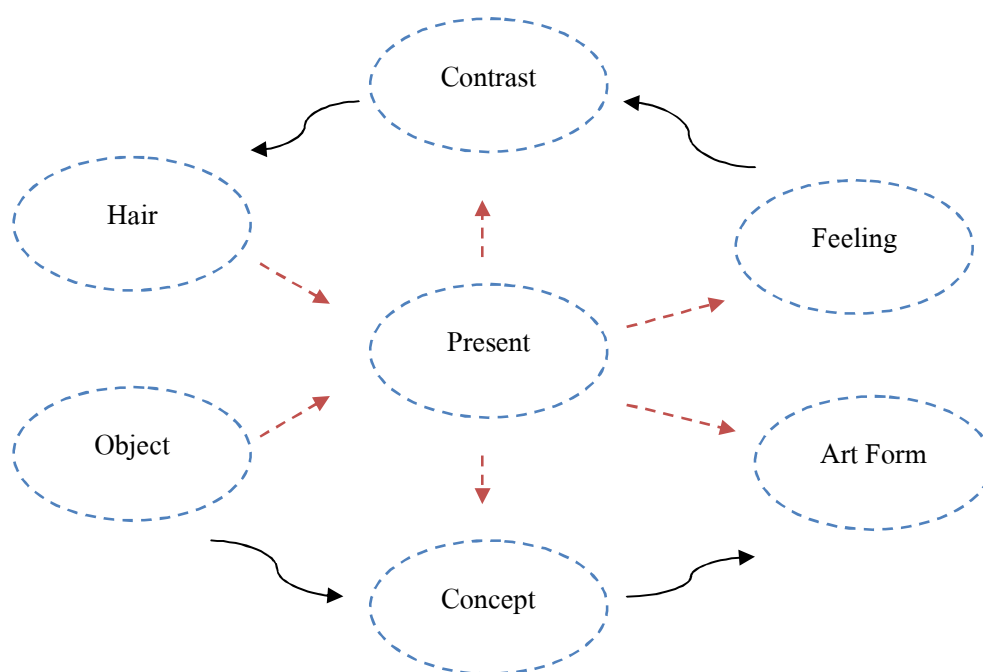 Contrast
Hair
Feeling
Present
Object
Art Form
Concept